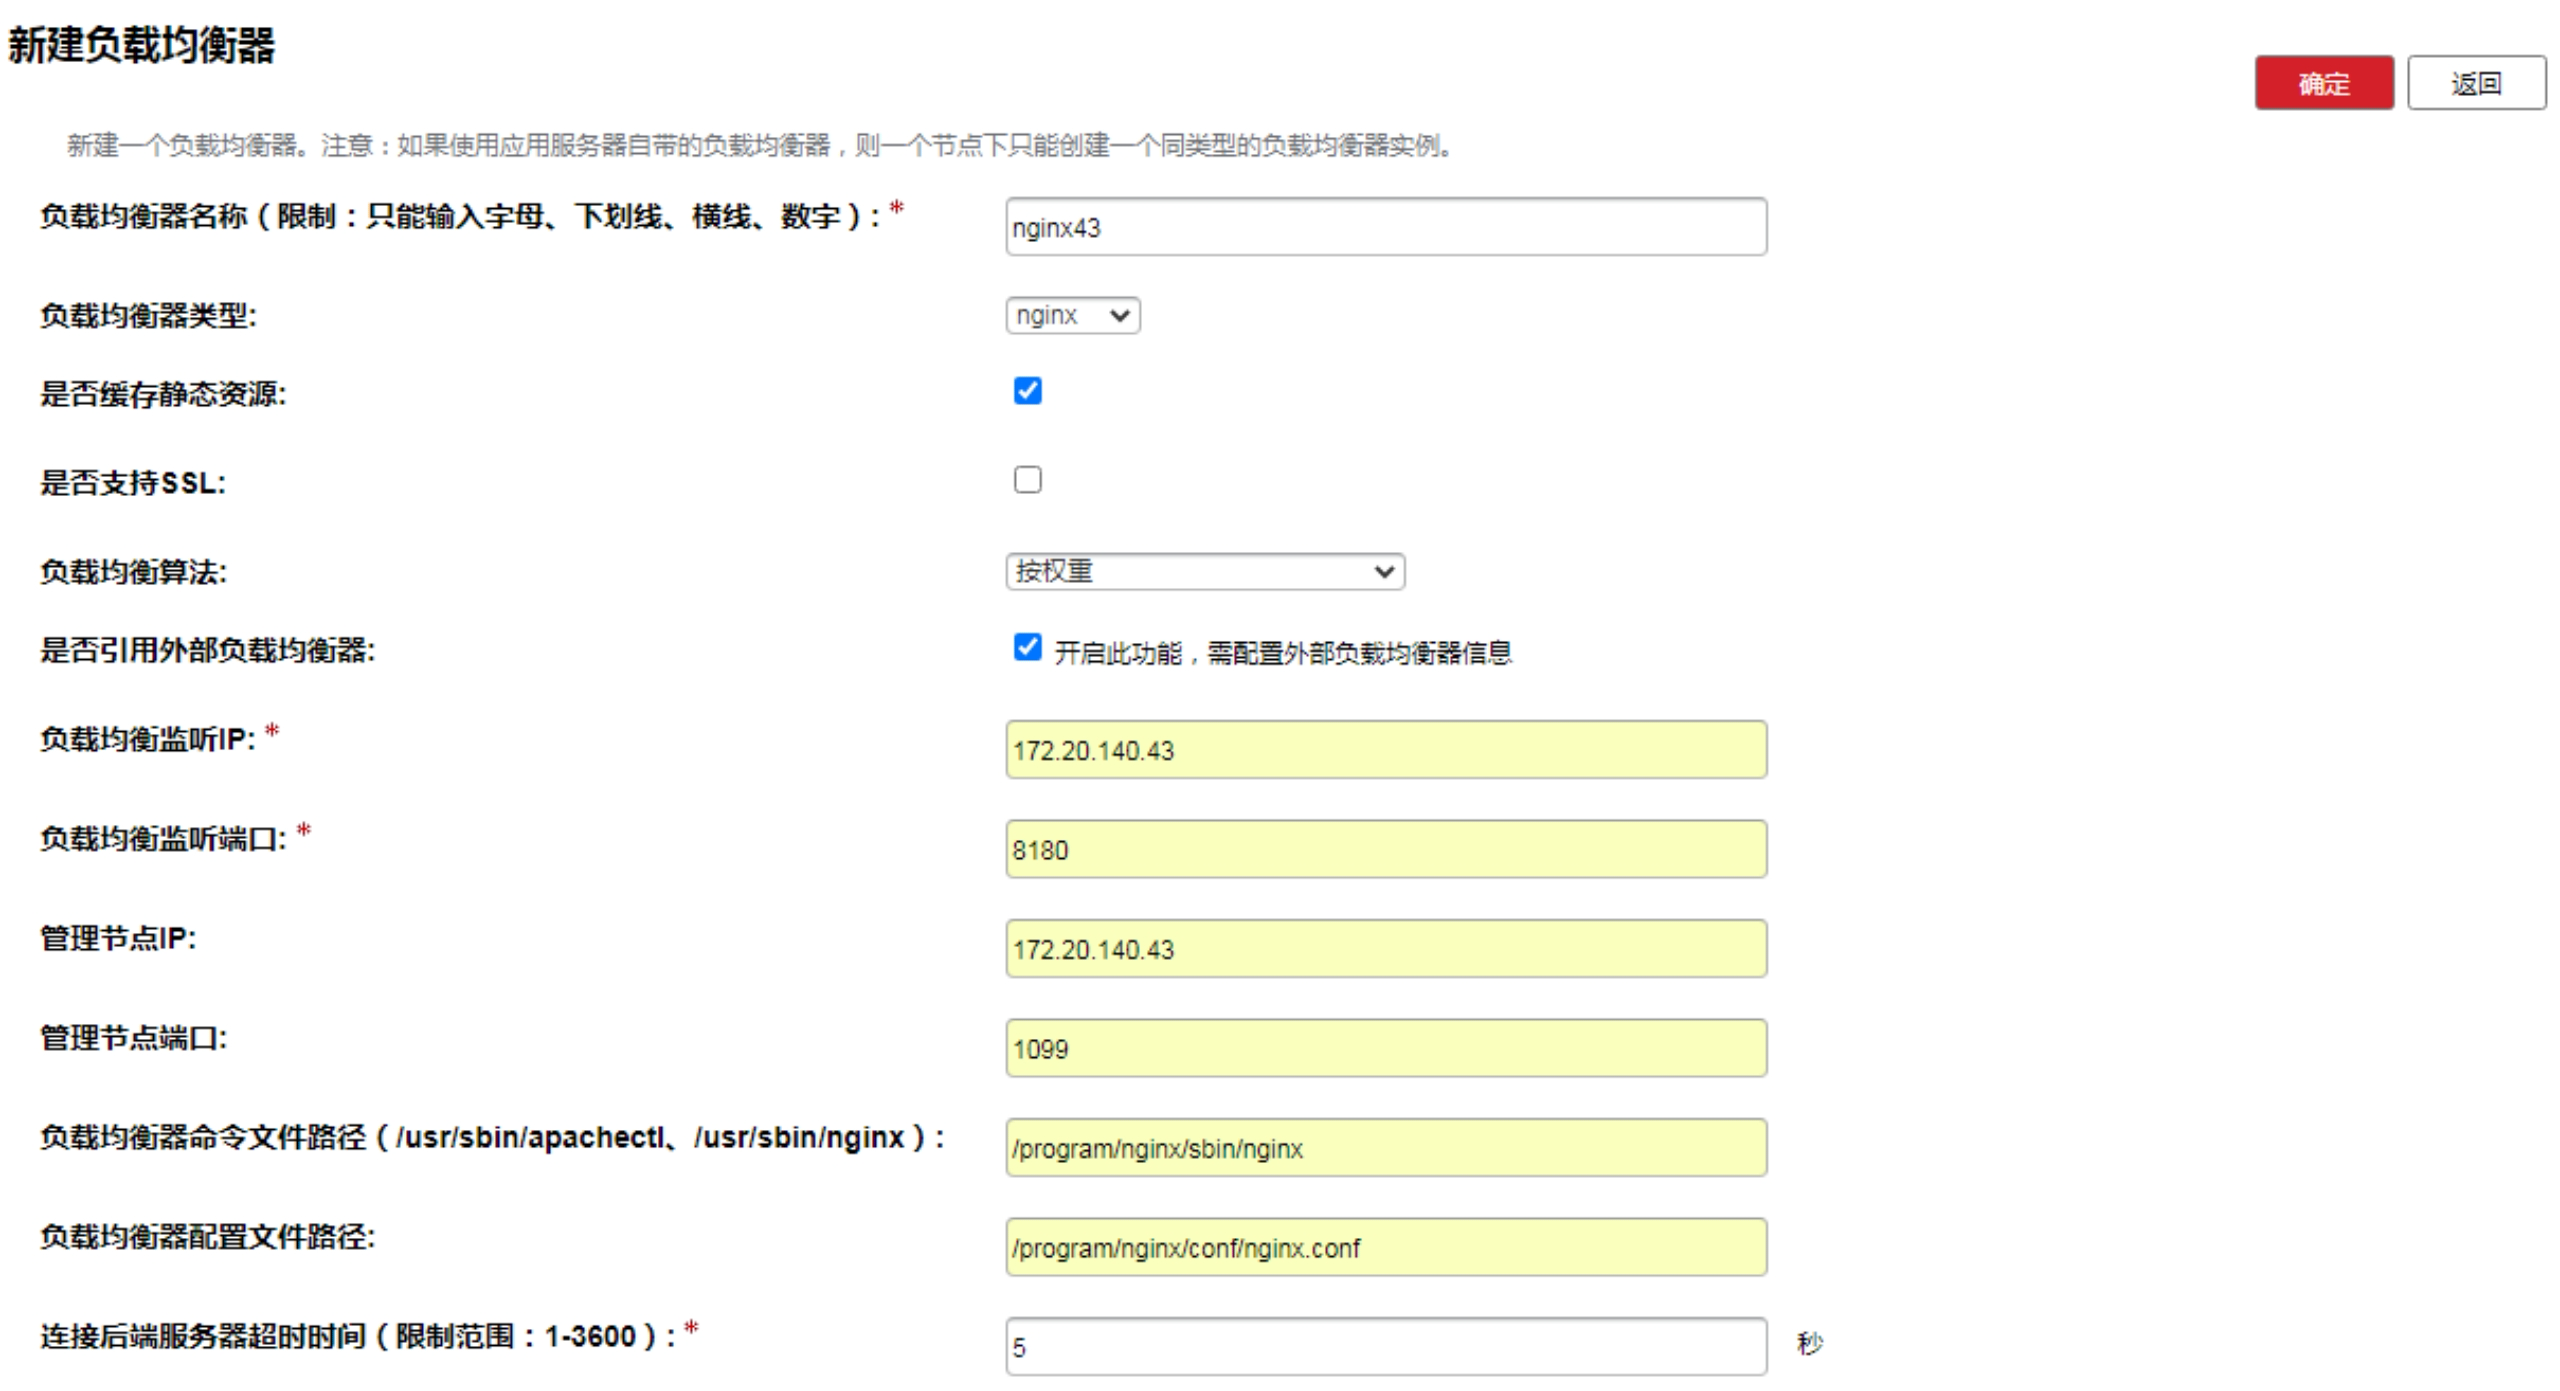 新建负载均衡器
确定 返回
新建一个负载均衡器。注意：如果使用应用服务器自带的负载均衡器，则一个节点下只能创建一个同类型的负载均衡器实例。
负载均衡器名称（限制：只能输入字母、下划线、横线、数字）: * nginx43
负载均衡器类型: nginx
是否缓存静态资源:
是否支持SSL:
负载均衡算法: 按权重
是否引用外部负载均衡器: 开启此功能，需配置外部负载均衡器信息
负载均衡监听IP: * 172.20.140.43
负载均衡监听端口: * 8180
管理节点IP: 172.20.140.43
管理节点端口: 1099
负载均衡器命令文件路径（/usr/sbin/apachectl、/usr/sbin/nginx）: /program/nginx/sbin/nginx
负载均衡器配置文件路径: /program/nginx/conf/nginx.conf
连接后端服务器超时时间（限制范围：1-3600）: * 5 秒